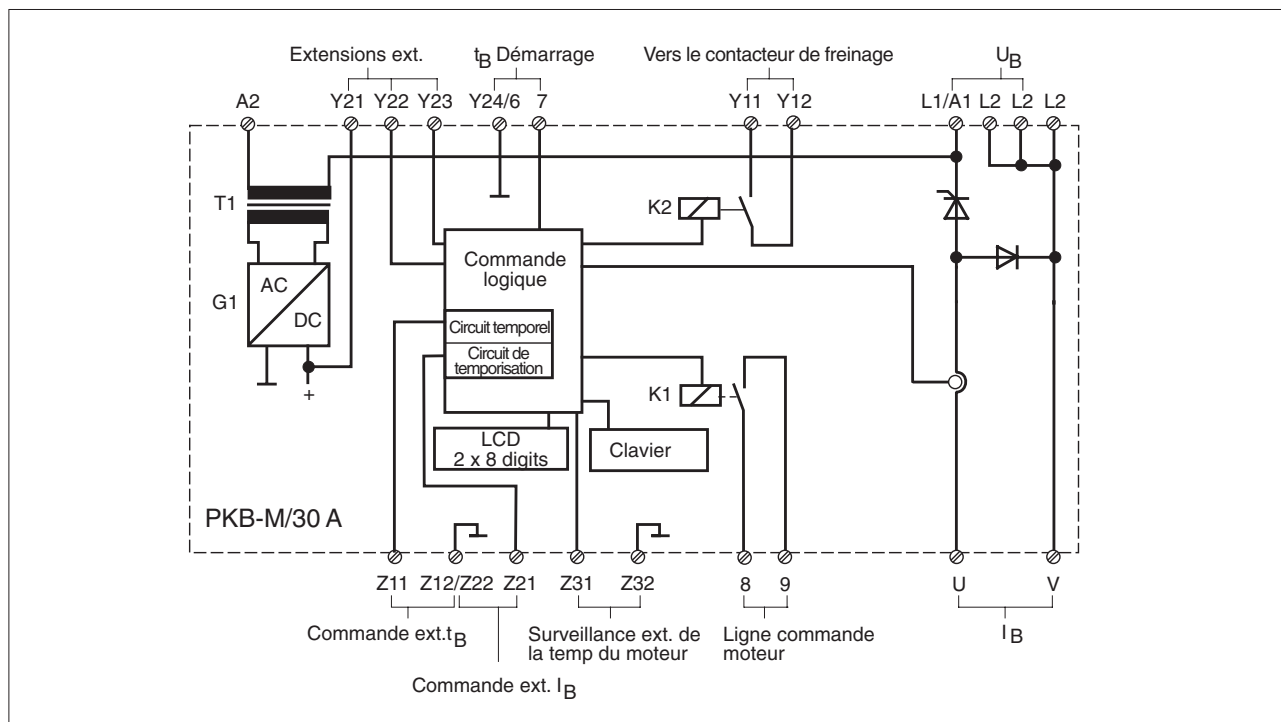 Extensions ext.
t_B Démarrage
Vers le contacteur de freinage
U_B
A2
Y21
Y22
Y23
Y24/6
7
Y11
Y12
L1/A1
L2
L2
L2
T1
K2
Commande
logique
G1
AC
DC
+
Circuit temporel
Circuit de
temporisation
K1
LCD
2 x 8 digits
Clavier
PKB-M/30 A
Z11
Z12/Z22
Z21
Z31
Z32
8
9
U
V
Commande ext.t_B
Surveillance ext. de
la temp du moteur
Ligne commande
moteur
I_B
Commande ext. I_B